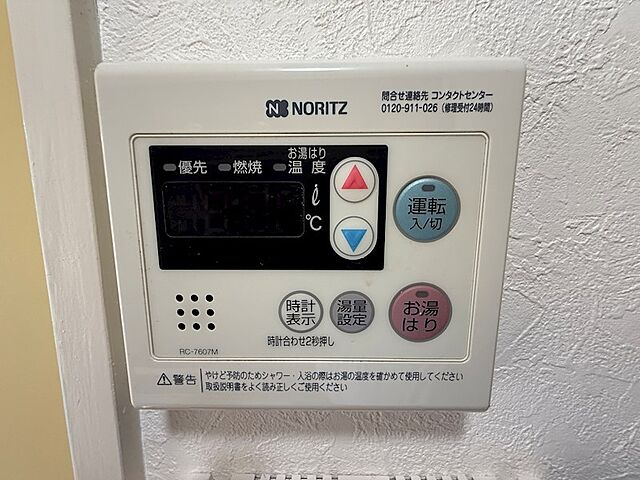 NORITZ
問合せ連絡先 コンタクトセンター
0120-911-026（修理受付24時間）
優先 燃焼 お湯はり温度
℃
運転
入/切
時計
表示
湯量
設定
お湯
はり
時計合わせ2秒押し
RC-7607M
警告
やけど予防のためシャワー・入浴の際はお湯の温度を確かめて使用してください
取扱説明書をよく読み正しくご使用ください